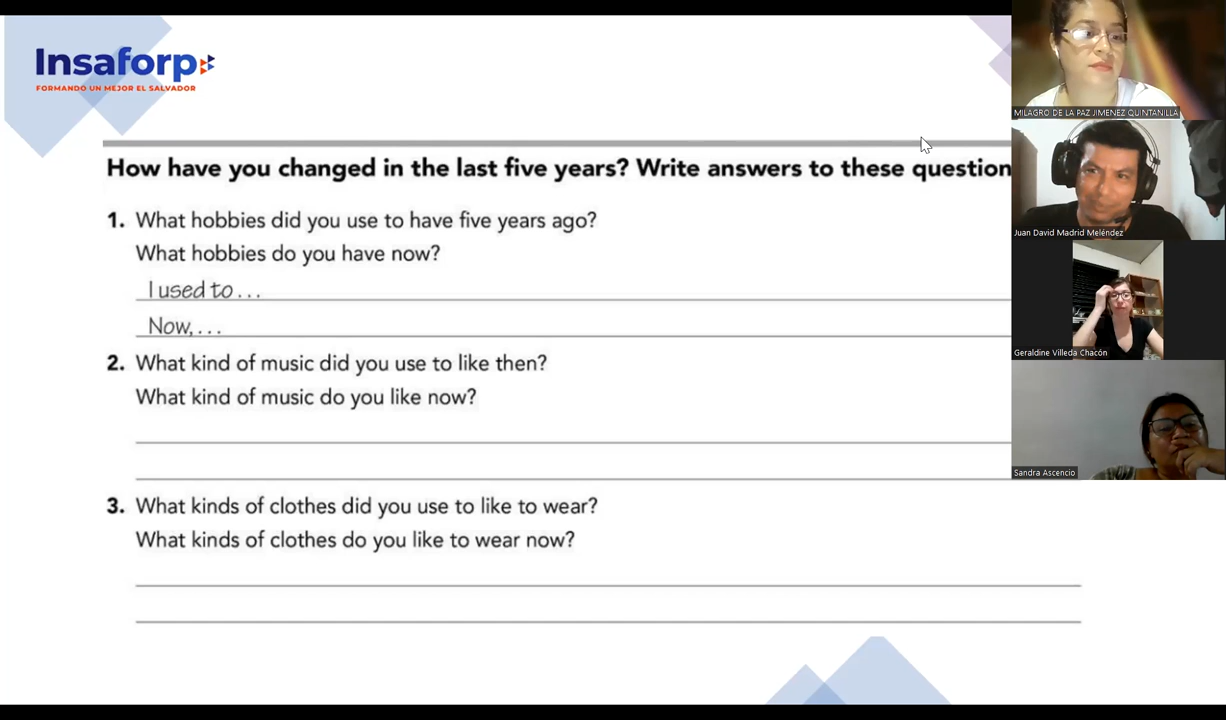 Insaforp
FORMANDO UN MEJOR EL SALVADOR
How have you changed in the last five years? Write answers to these question
1. What hobbies did you use to have five years ago?
What hobbies do you have now?
I used to...
Now,...
2. What kind of music did you use to like then?
What kind of music do you like now?
3. What kinds of clothes did you use to like to wear?
What kinds of clothes do you like to wear now?
MILAGRO DE LA PAZ JIMENEZ QUINTANILLA
Juan David Madrid Meléndez
Geraldine Villeda Chacón
Sandra Ascencio